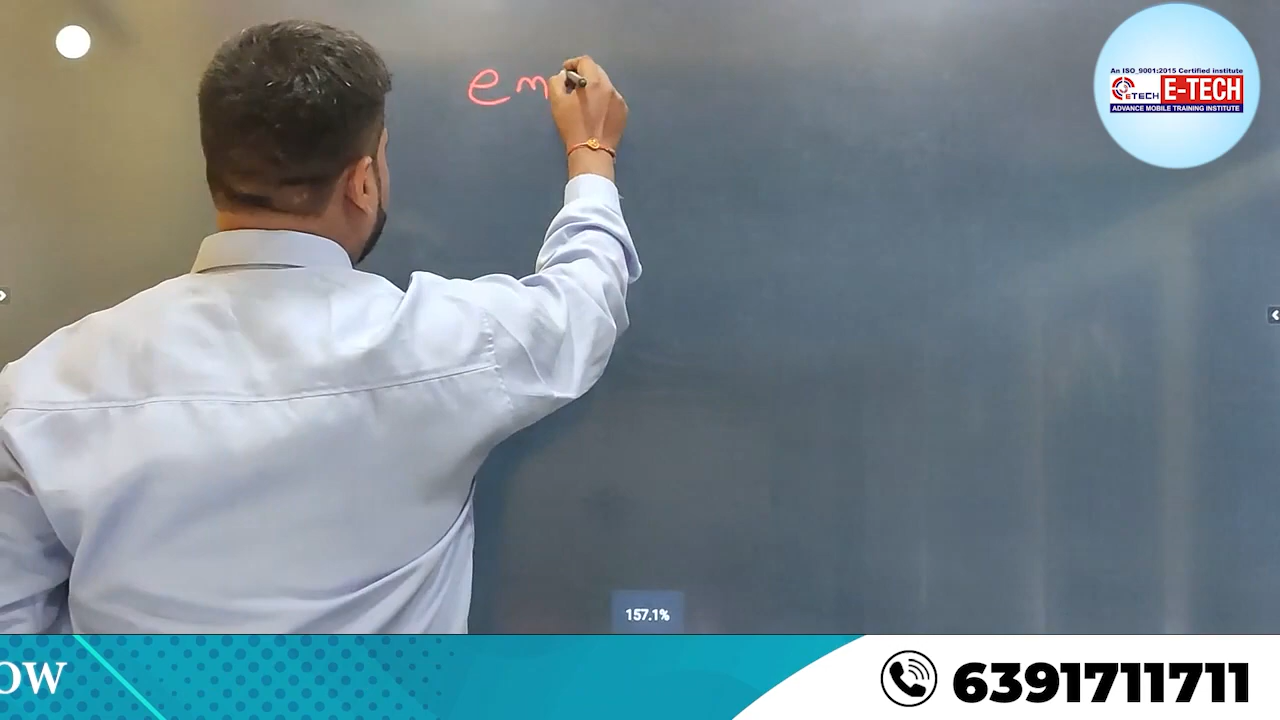 em
An ISO 9001:2015 Certified institute
ETECH E-TECH
ADVANCE MOBILE TRAINING INSTITUTE
157.1%
OW
6391711711